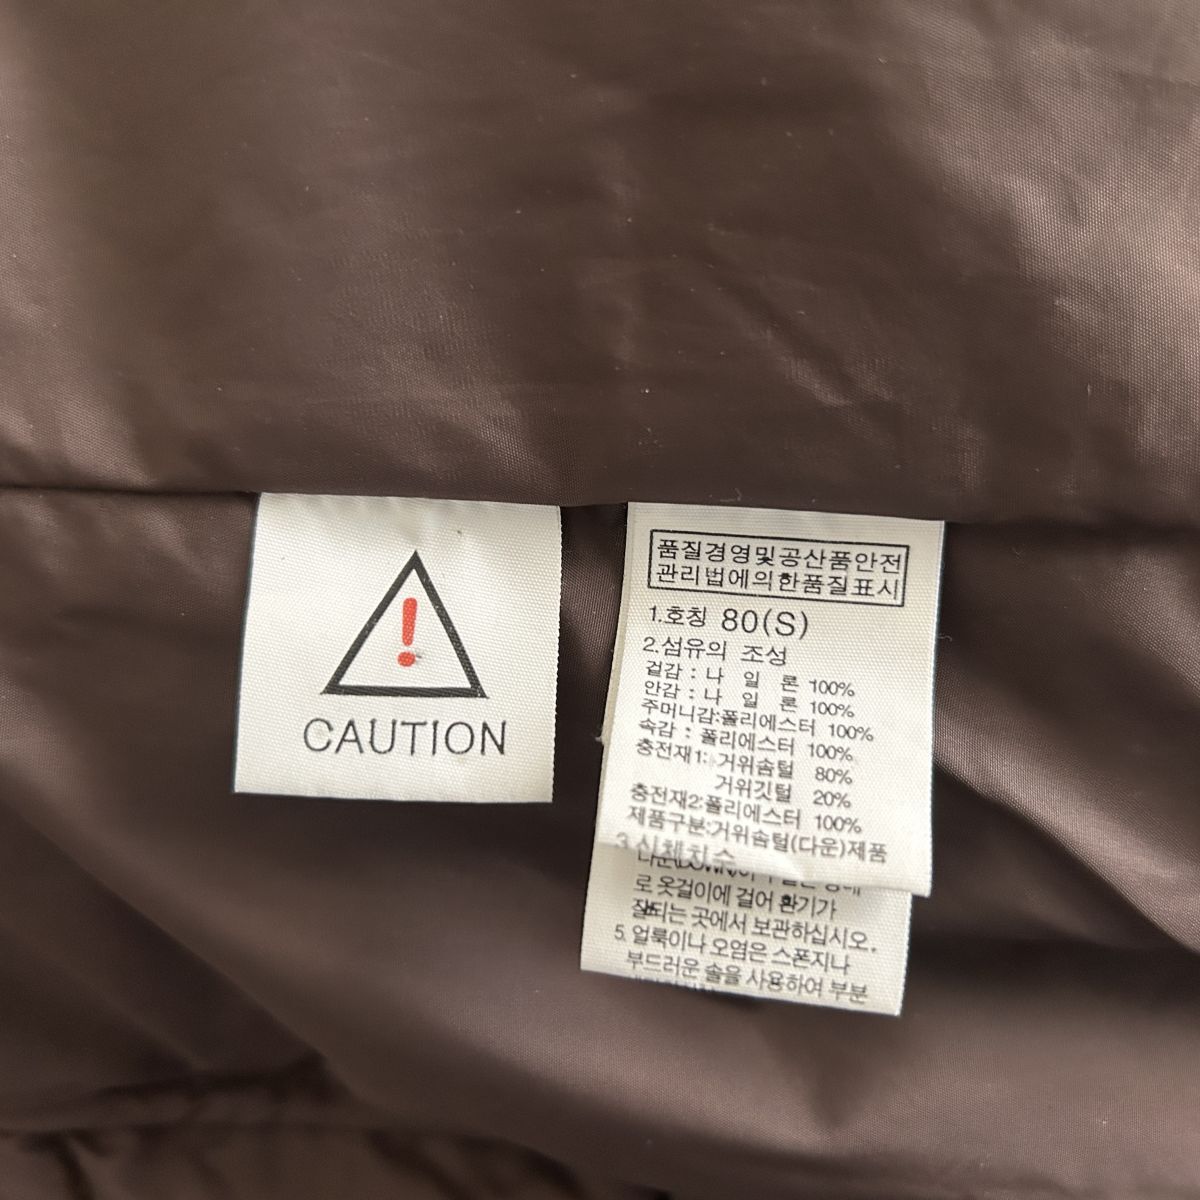 CAUTION
품질경영및공산품안전
관리법에의한품질표시
1.호칭 80(S)
2.섬유의 조성
겉감 : 나 일 론 100%
안감 : 나 일 론 100%
주머니감:폴리에스터 100%
속감 : 폴리에스터 100%
충전재1: 거위솜털 80%
거위깃털 20%
충전재2:폴리에스터 100%
제품구분:거위솜털(다운)제품
3.신체치수
로 옷걸이에 걸어 환기가
잘되는 곳에서 보관하십시오.
5. 얼룩이나 오염은 스폰지나
부드러운 솔을 사용하여 부분